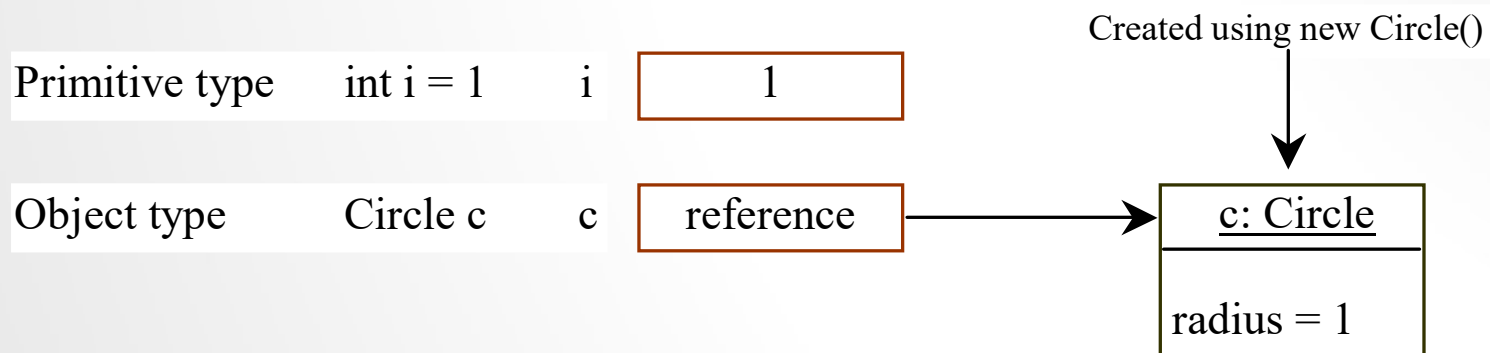 Created using new Circle()
Primitive type int i = 1 i 1
Object type Circle c c reference
c: Circle
radius = 1